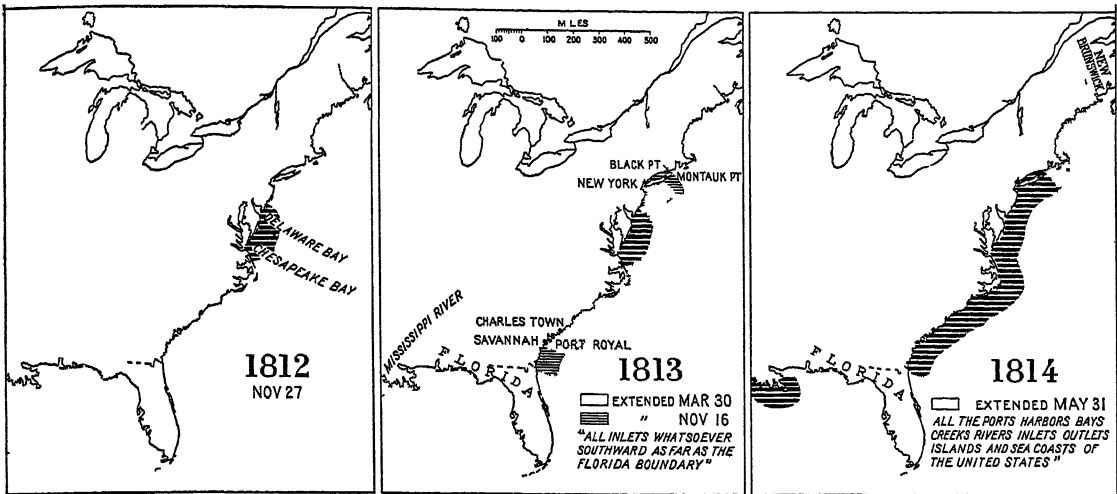 DELAWARE BAY
CHESAPEAKE BAY
1812
NOV 27
M LES
100 0 100 200 300 400 500
BLACK PT
MONTAUK PT
NEW YORK
MISSISSIPPI RIVER
CHARLES TOWN
SAVANNAH
PORT ROYAL
FLORIDA
1813
EXTENDED MAR 30
" NOV 16
"ALL INLETS WHATSOEVER
SOUTHWARD AS FAR AS THE
FLORIDA BOUNDARY"
NEW
BRUNSWICK
FLORIDA
1814
EXTENDED MAY 31
ALL THE PORTS HARBORS BAYS
CREEKS RIVERS INLETS OUTLETS
ISLANDS AND SEA COASTS OF
THE UNITED STATES"